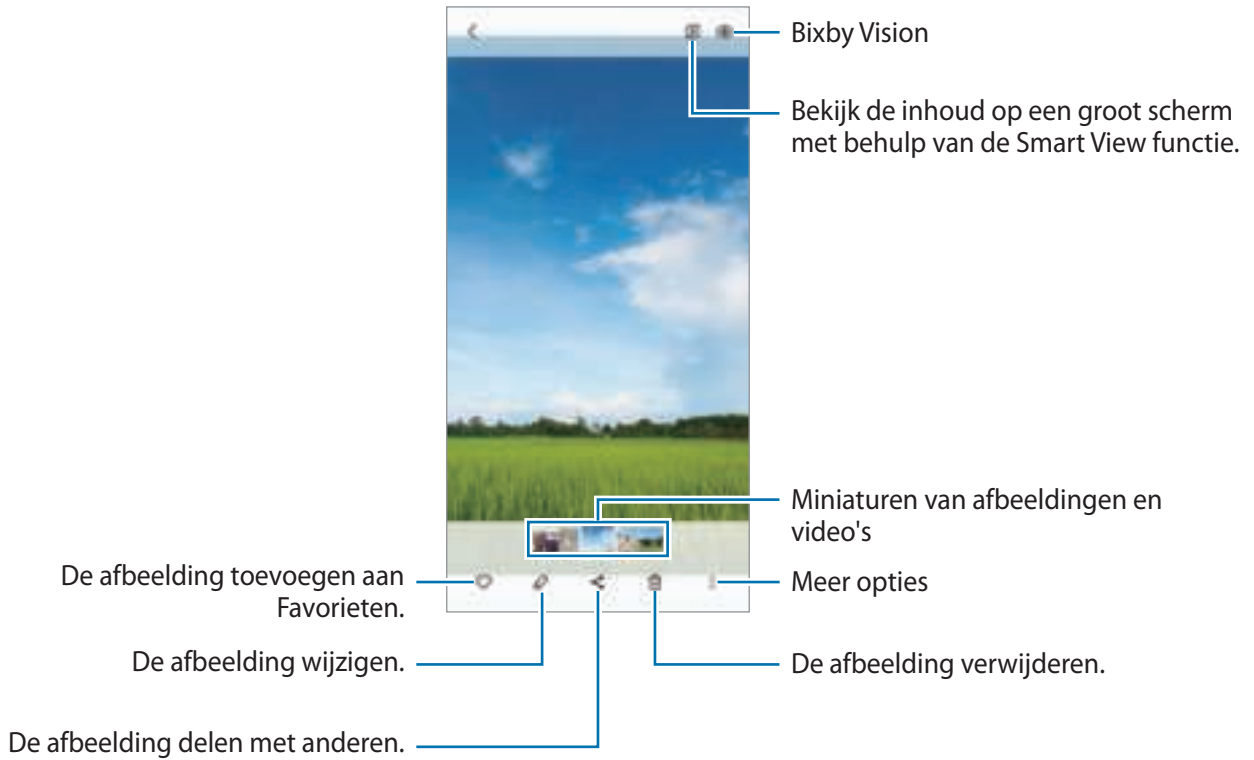 Bixby Vision
Bekijk de inhoud op een groot scherm
met behulp van de Smart View functie.
Miniaturen van afbeeldingen en
video's
De afbeelding toevoegen aan
Favorieten.
Meer opties
De afbeelding wijzigen.
De afbeelding verwijderen.
De afbeelding delen met anderen.